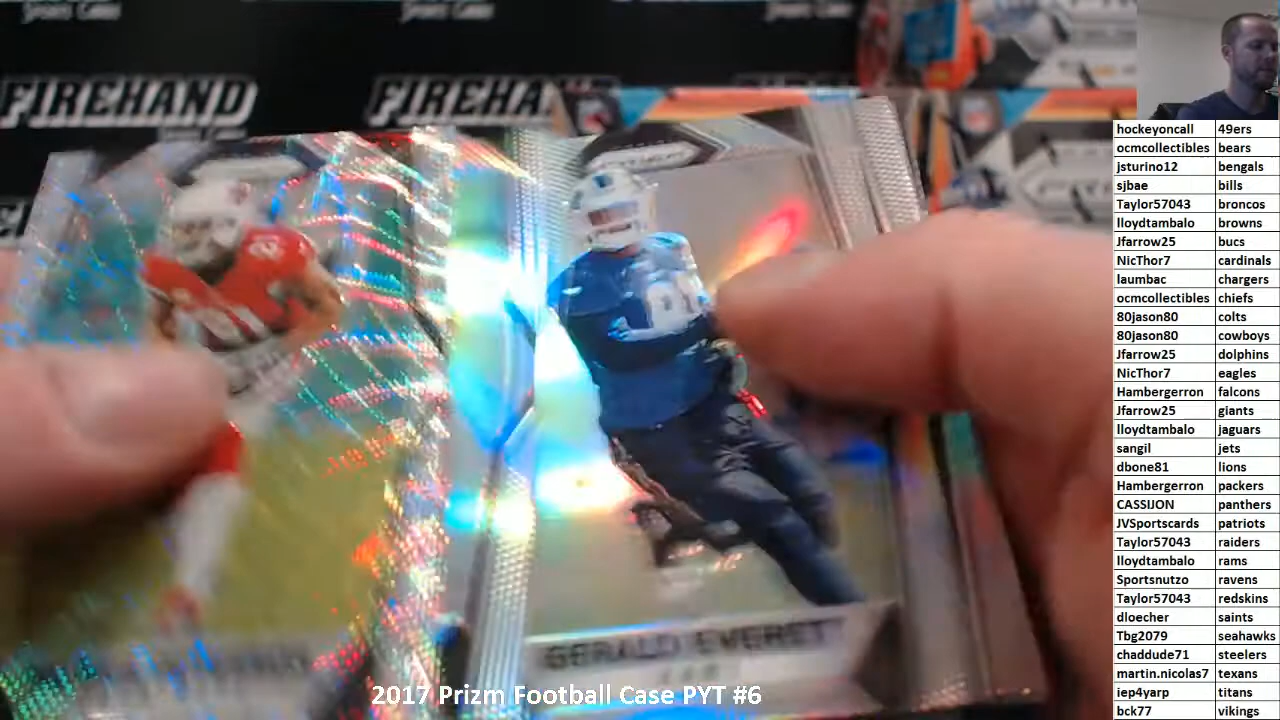 FIREHAND
FIREHA
GERALD EVERETT
2017 Prizm Football Case PYT #6
hockeyoncall 49ers
ocmcollectibles bears
jsturino12 bengals
sjbae bills
Taylor57043 broncos
lloydtambalo browns
Jfarrow25 bucs
NicThor7 cardinals
laumbac chargers
ocmcollectibles chiefs
80jason80 colts
80jason80 cowboys
Jfarrow25 dolphins
NicThor7 eagles
Hambergerron falcons
Jfarrow25 giants
lloydtambalo jaguars
sangil jets
dbone81 lions
Hambergerron packers
CASSIJON panthers
JVSportscards patriots
Taylor57043 raiders
lloydtambalo rams
Sportsnutzo ravens
Taylor57043 redskins
dloecher saints
Tbg2079 seahawks
chaddude71 steelers
martin.nicolas7 texans
iep4yarp titans
bck77 vikings